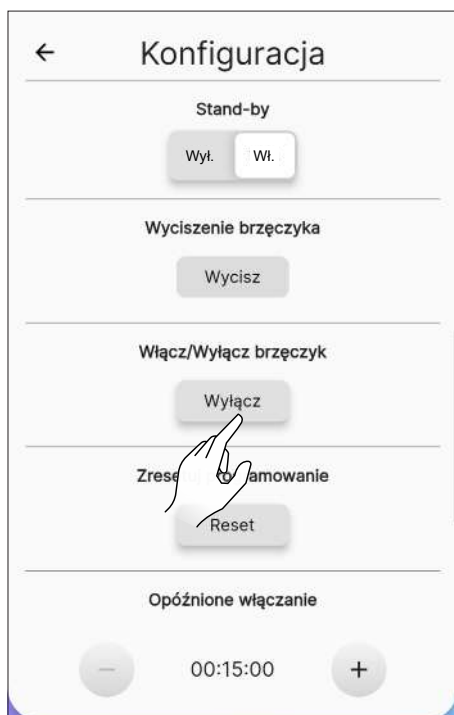 Konfiguracja
Stand-by
Wył. Wł.
Wyciszenie brzęczyka
Wycisz
Włącz/Wyłącz brzęczyk
Wyłącz
Reset
Opóźnione włączanie
00:15:00